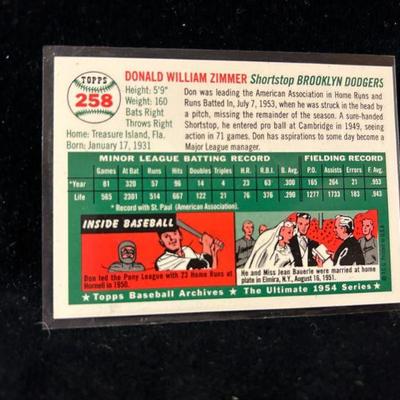 TOPPS
258
DONALD WILLIAM ZIMMER Shortstop BROOKLYN DODGERS
Height: 5'9"
Weight: 160
Bats Right
Throws Right
Home: Treasure Island, Fla.
Born: January 17, 1931
Don was leading the American Association in Home Runs and
Runs Batted In, July 7, 1953, when he was struck in the head by
a pitch, missing the remainder of the season. A sure-handed
Shortstop, he entered pro ball at Cambridge in 1949, seeing
action in 71 games. Don has aspirations to some day become a
Major League manager.
MINOR LEAGUE BATTING RECORD FIELDING RECORD
Games At Bat Runs Hits Doubles Triples H.R. R.B.I. B. Avg. P.O. Assists Errors F. Avg.
*Year 81 320 57 96 14 2 23 63 .300 165 264 21 .953
Life 565 2301 514 667 122 21 76 376 .290 1277 1733 183 .943
* Record with St. Paul (American Association).
INSIDE BASEBALL
Don led the Pony League with 23 Home Runs at
Hornell in 1950.
He and Miss Jean Bauerle were married at home
plate in Elmira, N.Y., August 16, 1951.
★ Topps Baseball Archives ★ The Ultimate 1954 Series ★